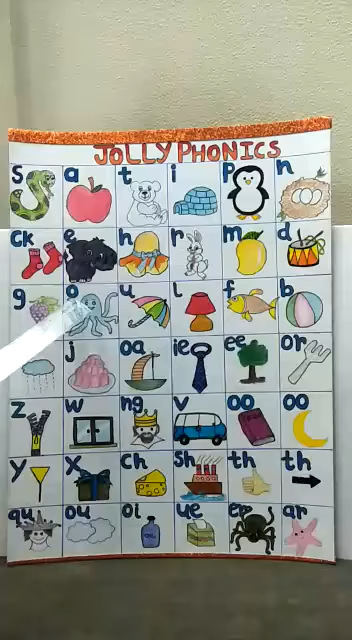 JOLLY PHONICS
s a t i p n
ck e h r m d
g o u l f b
j oa ie ee or
z w ng v oo oo
y x ch sh th th
qu ou oi ue er ar